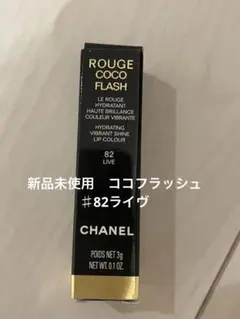 ROUGE
COCO
FLASH
LE ROUGE
HYDRATANT
HAUTE BRILLANCE
COULEUR VIBRANTE
HYDRATING
VIBRANT SHINE
LIP COLOUR
82
LIVE
新品未使用　ココフラッシュ
♯82ライヴ
CHANEL
POIDS NET 3g
NET WT. 0.1 OZ.